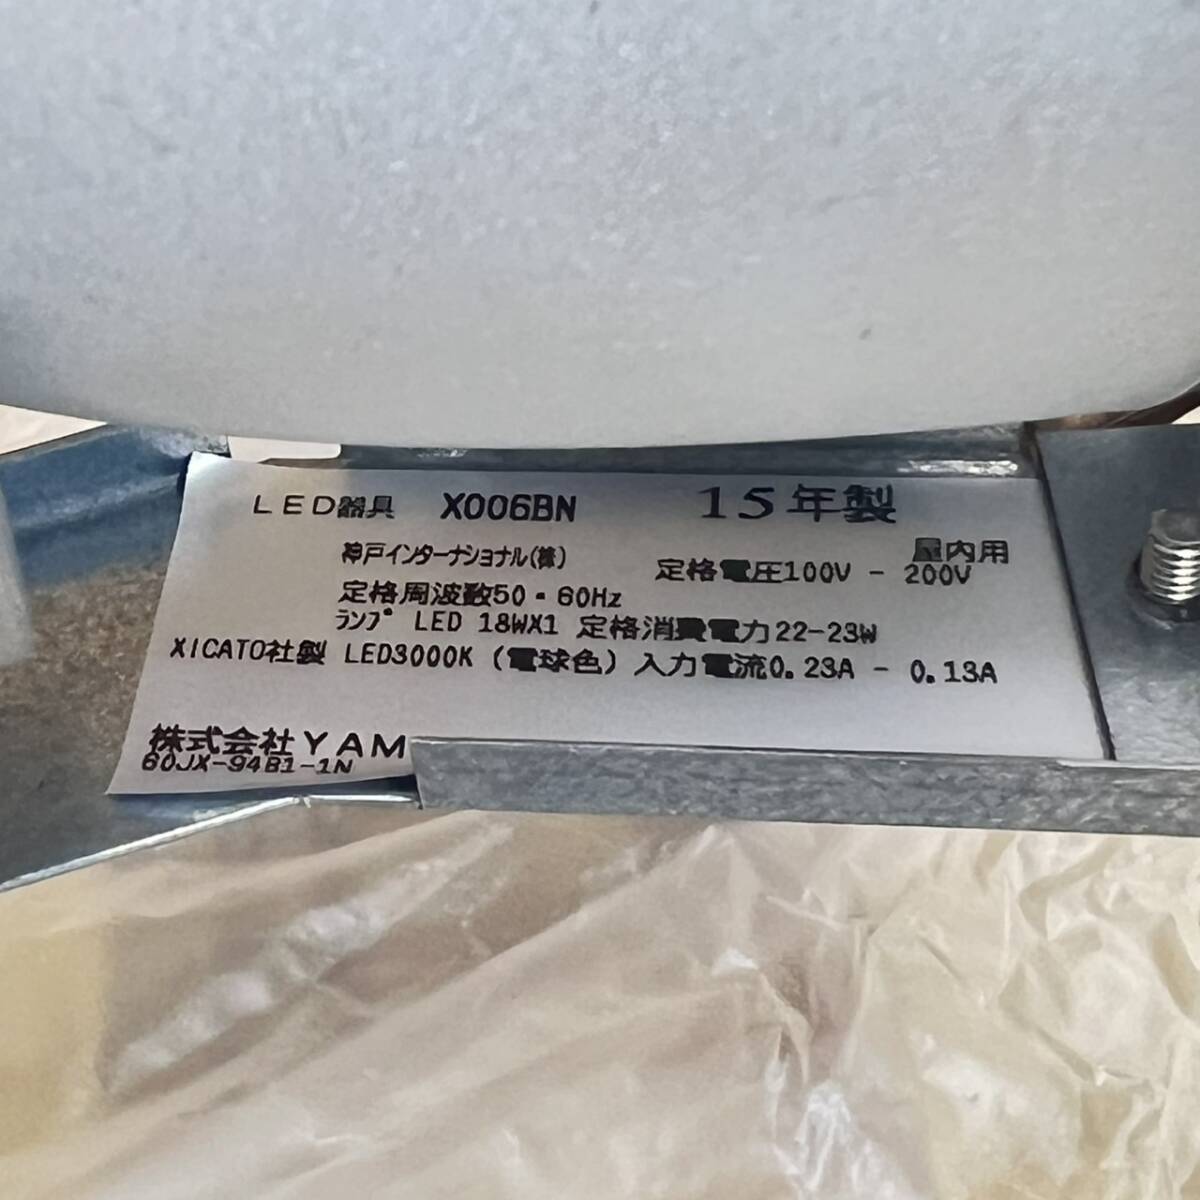 LED器具 X006BN 15年製
神戸インターナショナル(株) 屋内用
定格電圧100V - 200V
定格周波数50・60Hz
ランプ LED 18WX1 定格消費電力22-23W
XICATO社製 LED3000K (電球色) 入力電流0.23A - 0.13A
株式会社YAM
60JX-94B1-1N